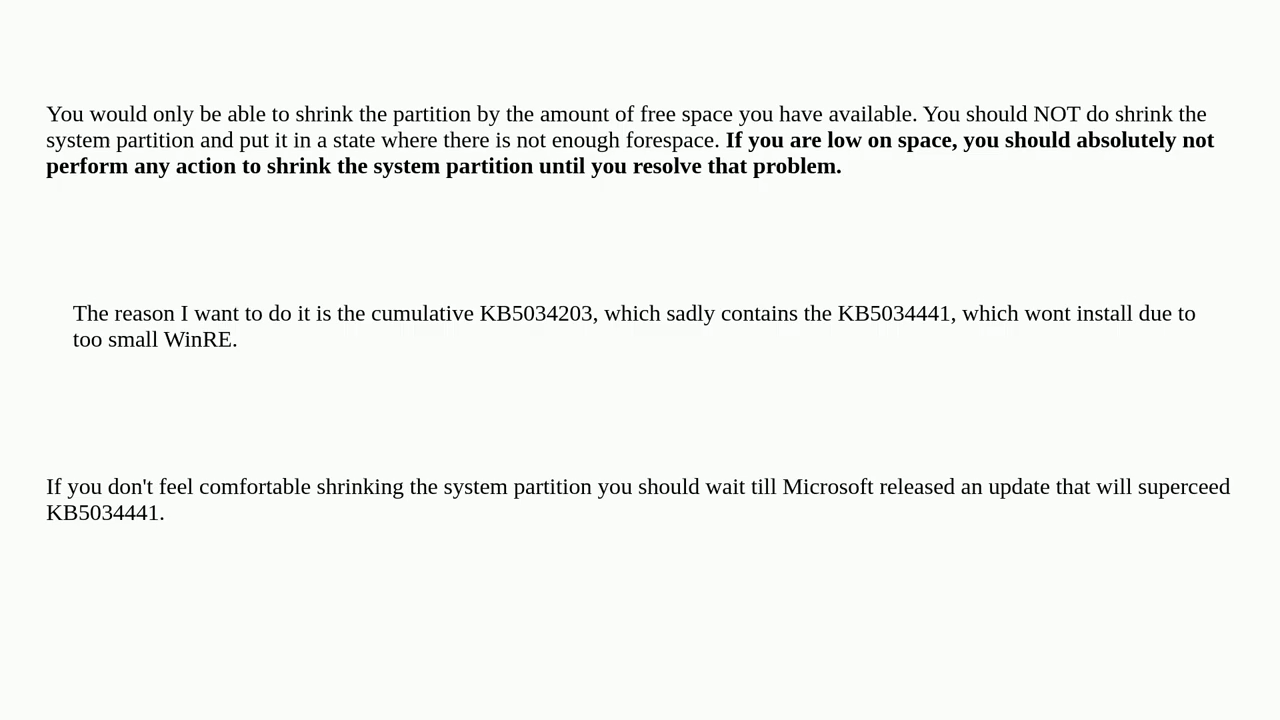 You would only be able to shrink the partition by the amount of free space you have available. You should NOT do shrink the
system partition and put it in a state where there is not enough forespace. If you are low on space, you should absolutely not
perform any action to shrink the system partition until you resolve that problem.
The reason I want to do it is the cumulative KB5034203, which sadly contains the KB5034441, which wont install due to
too small WinRE.
If you don't feel comfortable shrinking the system partition you should wait till Microsoft released an update that will superceed
KB5034441.